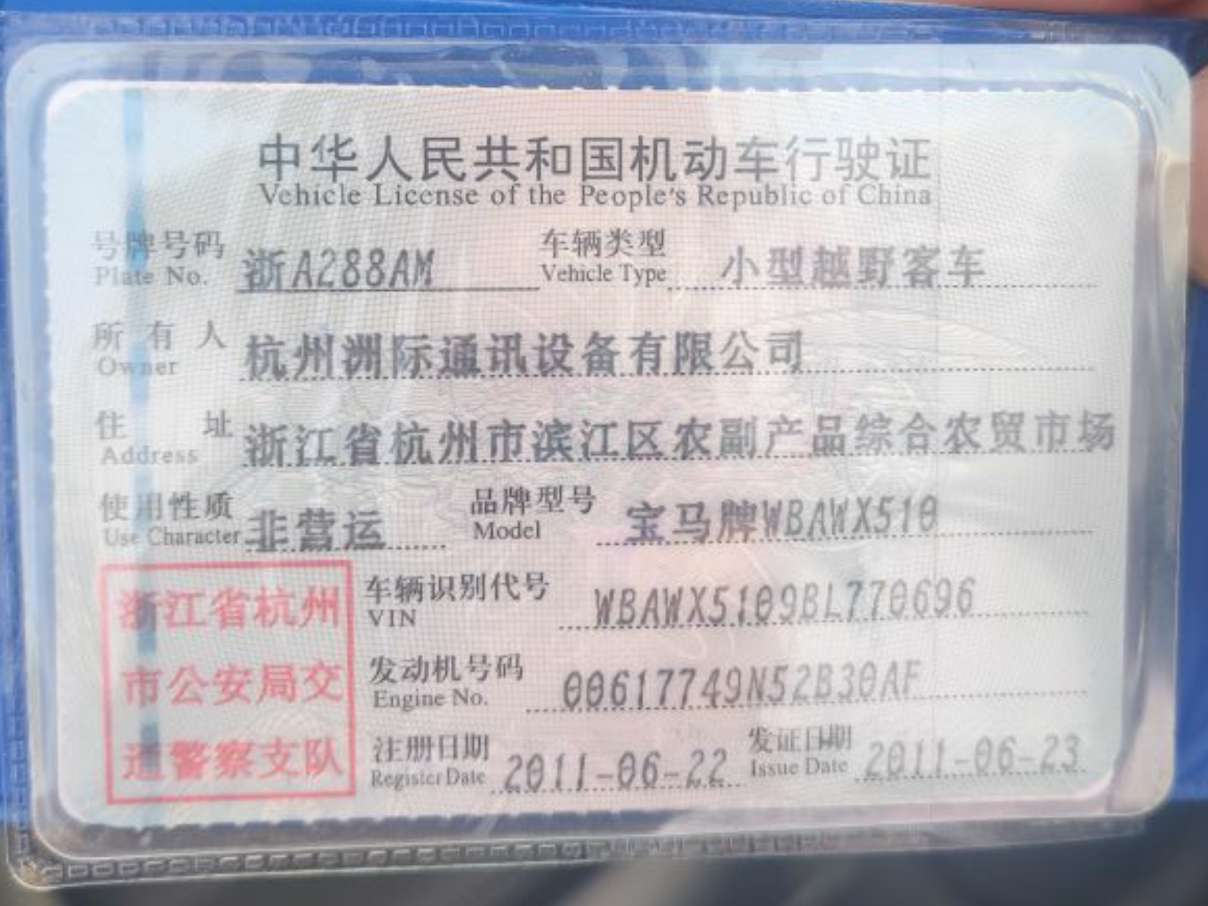 中华人民共和国机动车行驶证
Vehicle License of the People's Republic of China
号牌号码 浙A288AM 车辆类型 小型越野客车
Plate No. Vehicle Type
所有人 杭州洲际通讯设备有限公司
Owner
住址 浙江省杭州市滨江区农副产品综合农贸市场
Address
使用性质 非营运 品牌型号 宝马牌WBAWX510
Use Character Model
浙江省杭州
市公安局交
通警察支队
车辆识别代号 WBAWX5109BL770696
VIN
发动机号码 00617749N52B30AF
Engine No.
注册日期 2011-06-22 发证日期 2011-06-23
Register Date Issue Date